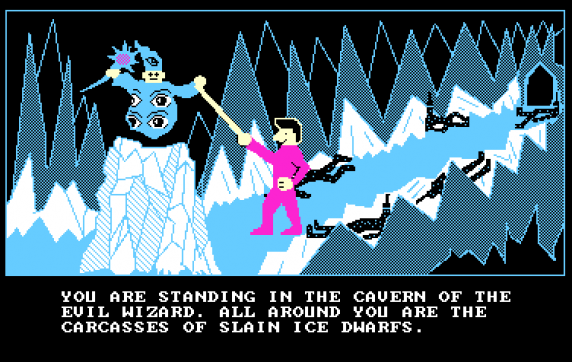 YOU ARE STANDING IN THE CAVERN OF THE
EVIL WIZARD. ALL AROUND YOU ARE THE
CARCASSES OF SLAIN ICE DWARFS.